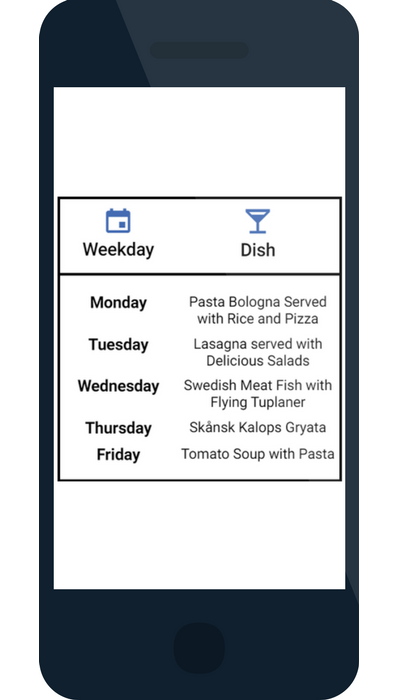 Weekday Dish
Monday Pasta Bologna Served
with Rice and Pizza
Tuesday Lasagna served with
Delicious Salads
Wednesday Swedish Meat Fish with
Flying Tuplaner
Thursday Skånsk Kalops Gryata
Friday Tomato Soup with Pasta